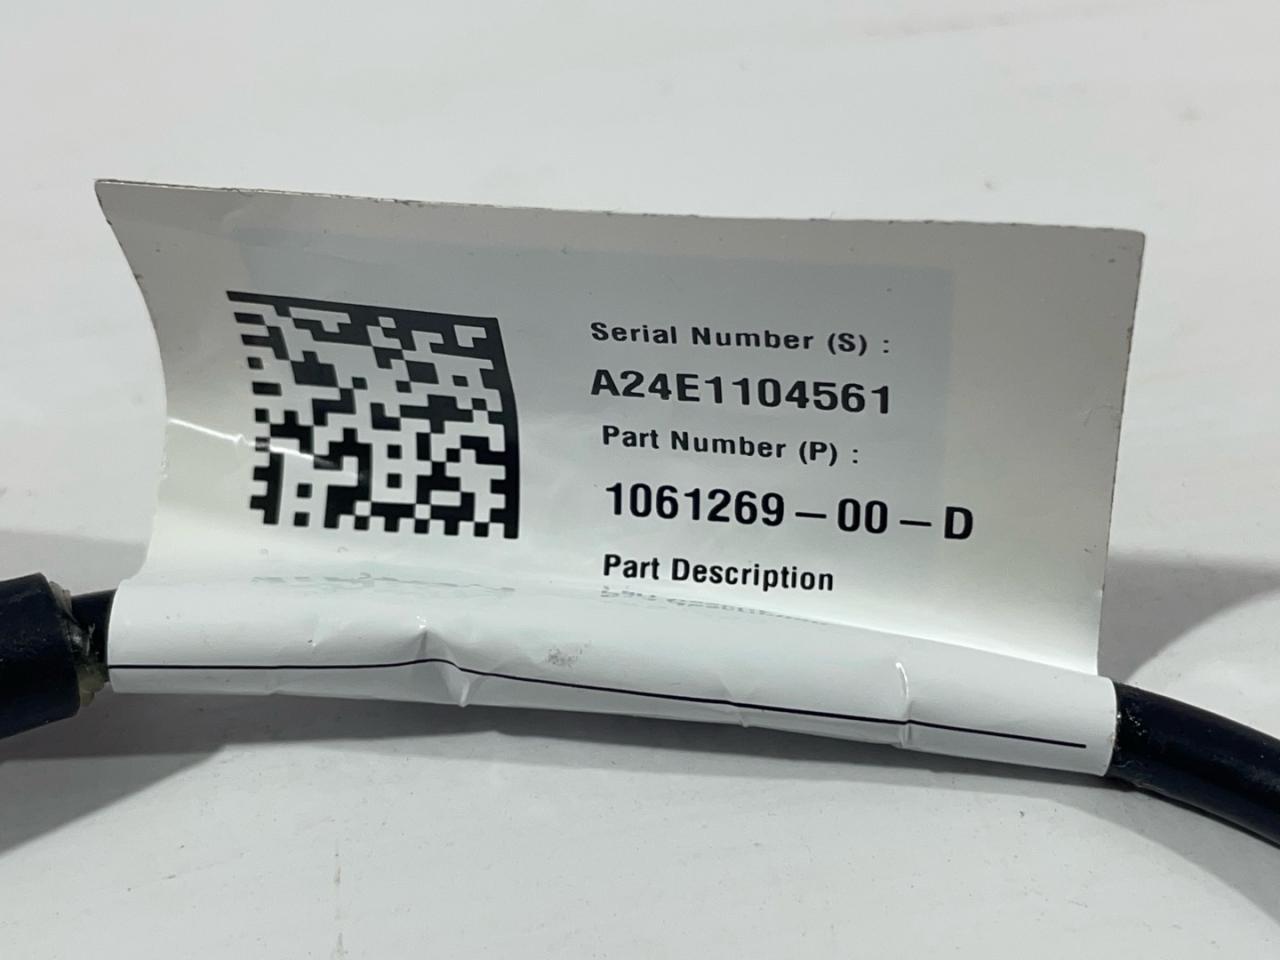 Serial Number (S) :
A24E1104561
Part Number (P) :
1061269-00-D
Part Description